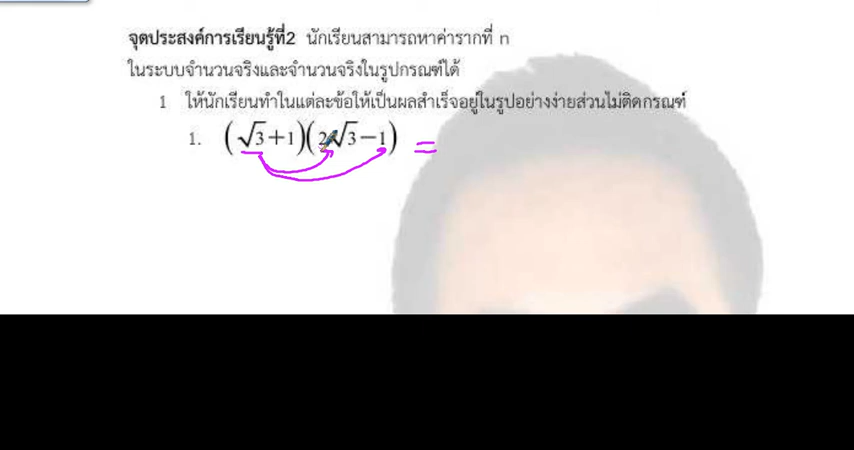 จุดประสงค์การเรียนรู้ที่2 นักเรียนสามารถหาค่ารากที่ n
ในระบบจำนวนจริงและจำนวนจริงในรูปกรณฑ์ได้
1 ให้นักเรียนทำในแต่ละข้อให้เป็นผลสำเร็จอยู่ในรูปอย่างง่ายส่วนไม่ติดกรณฑ์
1. (√3+1)(2√3−1) =